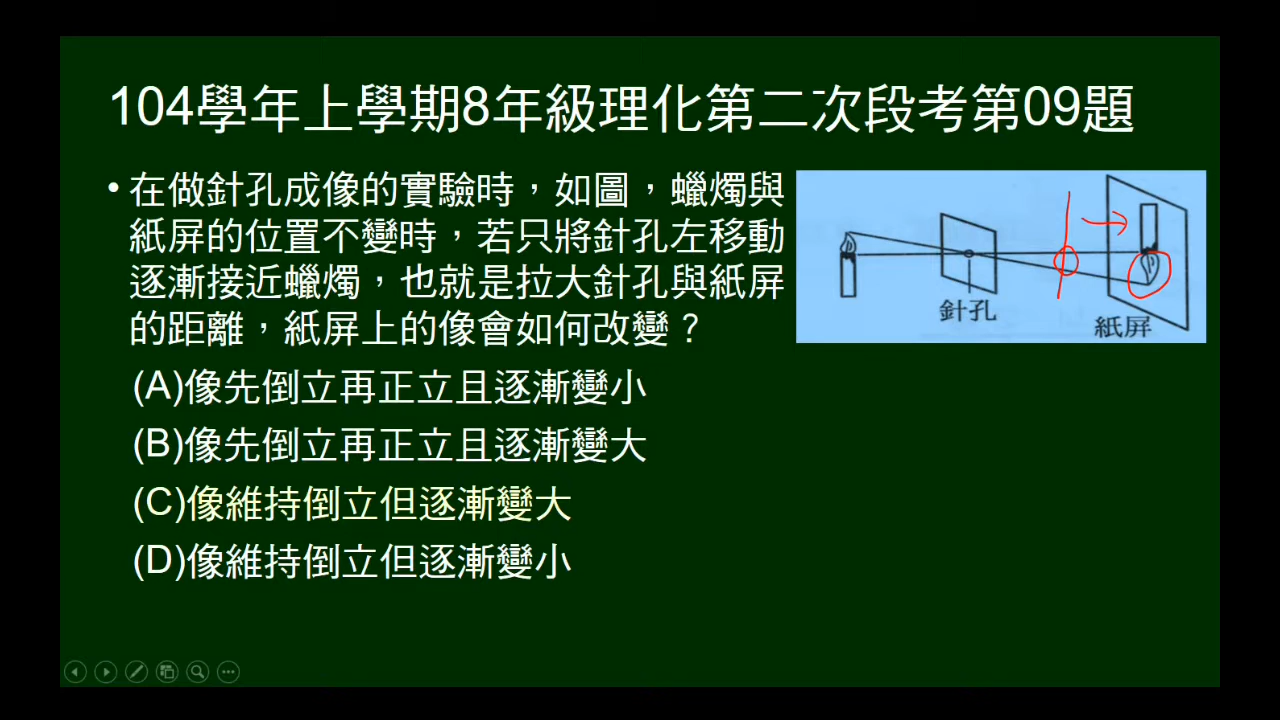 104學年上學期8年級理化第二次段考第09題
• 在做針孔成像的實驗時，如圖，蠟燭與
紙屏的位置不變時，若只將針孔左移動
逐漸接近蠟燭，也就是拉大針孔與紙屏
的距離，紙屏上的像會如何改變？
(A)像先倒立再正立且逐漸變小
(B)像先倒立再正立且逐漸變大
(C)像維持倒立但逐漸變大
(D)像維持倒立但逐漸變小
針孔
紙屏